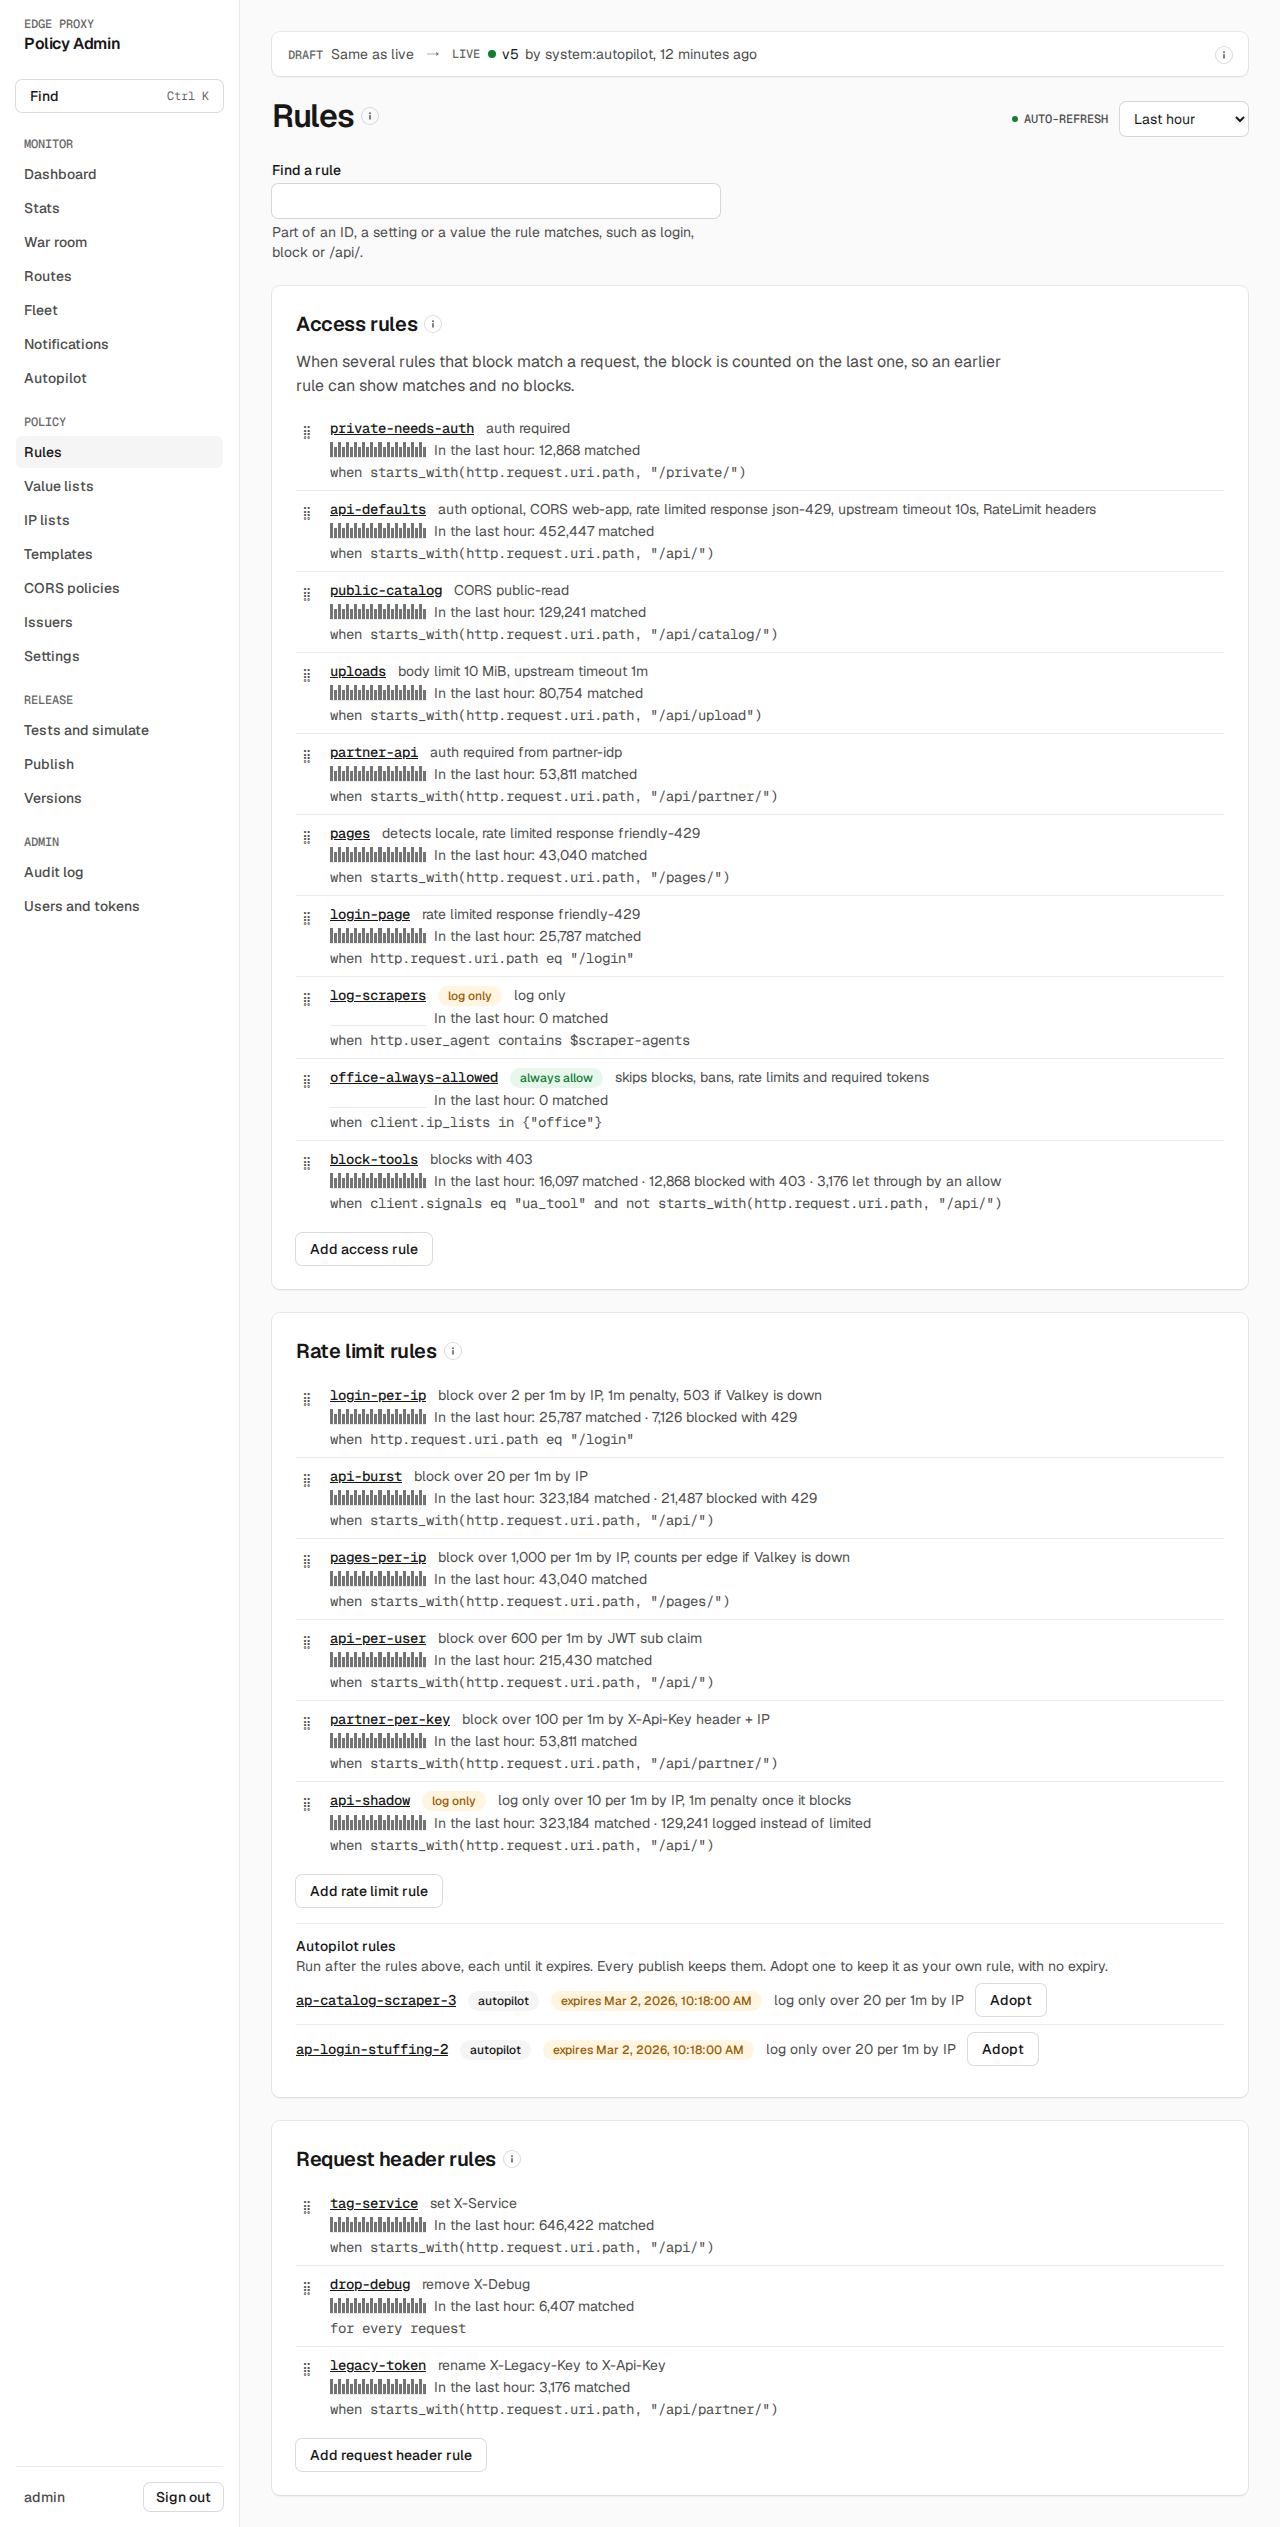 EDGE PROXY
Policy Admin
Find Ctrl K
MONITOR
Dashboard
Stats
War room
Routes
Fleet
Notifications
Autopilot
POLICY
Rules
Value lists
IP lists
Templates
CORS policies
Issuers
Settings
RELEASE
Tests and simulate
Publish
Versions
ADMIN
Audit log
Users and tokens
admin Sign out
DRAFT Same as live → LIVE v5 by system:autopilot, 12 minutes ago
Rules
AUTO-REFRESH Last hour
Find a rule
Part of an ID, a setting or a value the rule matches, such as login,
block or /api/.
Access rules
When several rules that block match a request, the block is counted on the last one, so an earlier
rule can show matches and no blocks.
private-needs-auth auth required
In the last hour: 12,868 matched
when starts_with(http.request.uri.path, "/private/")
api-defaults auth optional, CORS web-app, rate limited response json-429, upstream timeout 10s, RateLimit headers
In the last hour: 452,447 matched
when starts_with(http.request.uri.path, "/api/")
public-catalog CORS public-read
In the last hour: 129,241 matched
when starts_with(http.request.uri.path, "/api/catalog/")
uploads body limit 10 MiB, upstream timeout 1m
In the last hour: 80,754 matched
when starts_with(http.request.uri.path, "/api/upload")
partner-api auth required from partner-idp
In the last hour: 53,811 matched
when starts_with(http.request.uri.path, "/api/partner/")
pages detects locale, rate limited response friendly-429
In the last hour: 43,040 matched
when starts_with(http.request.uri.path, "/pages/")
login-page rate limited response friendly-429
In the last hour: 25,787 matched
when http.request.uri.path eq "/login"
log-scrapers log only log only
In the last hour: 0 matched
when http.user_agent contains $scraper-agents
office-always-allowed always allow skips blocks, bans, rate limits and required tokens
In the last hour: 0 matched
when client.ip_lists in {"office"}
block-tools blocks with 403
In the last hour: 16,097 matched · 12,868 blocked with 403 · 3,176 let through by an allow
when client.signals eq "ua_tool" and not starts_with(http.request.uri.path, "/api/")
Add access rule
Rate limit rules
login-per-ip block over 2 per 1m by IP, 1m penalty, 503 if Valkey is down
In the last hour: 25,787 matched · 7,126 blocked with 429
when http.request.uri.path eq "/login"
api-burst block over 20 per 1m by IP
In the last hour: 323,184 matched · 21,487 blocked with 429
when starts_with(http.request.uri.path, "/api/")
pages-per-ip block over 1,000 per 1m by IP, counts per edge if Valkey is down
In the last hour: 43,040 matched
when starts_with(http.request.uri.path, "/pages/")
api-per-user block over 600 per 1m by JWT sub claim
In the last hour: 215,430 matched
when starts_with(http.request.uri.path, "/api/")
partner-per-key block over 100 per 1m by X-Api-Key header + IP
In the last hour: 53,811 matched
when starts_with(http.request.uri.path, "/api/partner/")
api-shadow log only log only over 10 per 1m by IP, 1m penalty once it blocks
In the last hour: 323,184 matched · 129,241 logged instead of limited
when starts_with(http.request.uri.path, "/api/")
Add rate limit rule
Autopilot rules
Run after the rules above, each until it expires. Every publish keeps them. Adopt one to keep it as your own rule, with no expiry.
ap-catalog-scraper-3 autopilot expires Mar 2, 2026, 10:18:00 AM log only over 20 per 1m by IP Adopt
ap-login-stuffing-2 autopilot expires Mar 2, 2026, 10:18:00 AM log only over 20 per 1m by IP Adopt
Request header rules
tag-service set X-Service
In the last hour: 646,422 matched
when starts_with(http.request.uri.path, "/api/")
drop-debug remove X-Debug
In the last hour: 6,407 matched
for every request
legacy-token rename X-Legacy-Key to X-Api-Key
In the last hour: 3,176 matched
when starts_with(http.request.uri.path, "/api/partner/")
Add request header rule